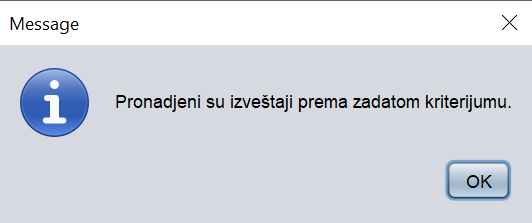 Message
Pronadjeni su izveštaji prema zadatom kriterijumu.
OK